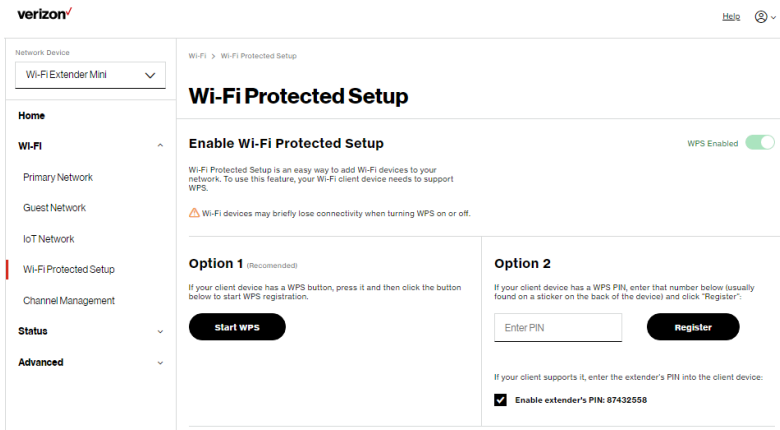 verizon✓
Help
Network Device
Wi-Fi Extender Mini
Home
Wi-Fi
Primary Network
Guest Network
IoT Network
Wi-Fi Protected Setup
Channel Management
Status
Advanced
Wi-Fi > Wi-Fi Protected Setup
Wi-Fi Protected Setup
Enable Wi-Fi Protected Setup
WPS Enabled
Wi-Fi Protected Setup is an easy way to add Wi-Fi devices to your
network. To use this feature, your Wi-Fi client device needs to support
WPS.
Wi-Fi devices may briefly lose connectivity when turning WPS on or off.
Option 1 (Recomended)
If your client device has a WPS button, press it and then click the button
below to start WPS registration.
Start WPS
Option 2
If your client device has a WPS PIN, enter that number below (usually
found on a sticker on the back of the device) and click "Register":
Enter PIN
Register
If your client supports it, enter the extender's PIN into the client device:
Enable extender's PIN: 87432558